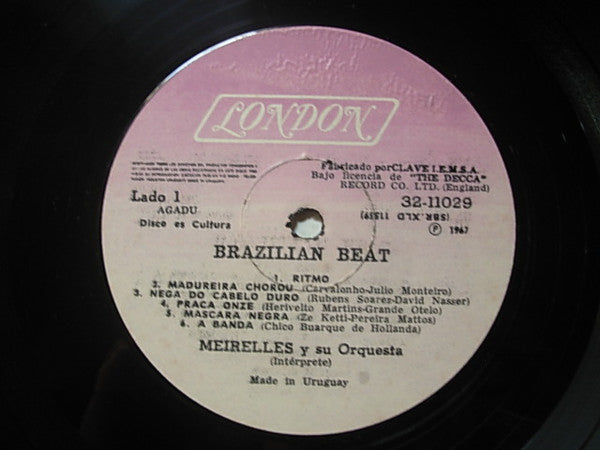 LONDON
Fabricado por CLAVE I.E.M.S.A.
Bajo licencia de "THE DECCA"
RECORD CO. LTD. (England)
Lado 1
AGADU
Disco es Cultura
32-11029
(SBR.XLD 11359)
Ⓟ 1967
BRAZILIAN BEAT
1. RITMO
2. MADUREIRA CHOROU (Carvalonho-Julio Monteiro)
3. NEGA DO CABELO DURO (Rubens Soares-David Nasser)
4. PRACA ONZE (Herivelto Martins-Grande Otelo)
5. MASCARA NEGRA (Ze Ketti-Pereira Mattos)
6. A BANDA (Chico Buarque de Hollanda)
MEIRELLES y su Orquesta
(Intérprete)
Made in Uruguay